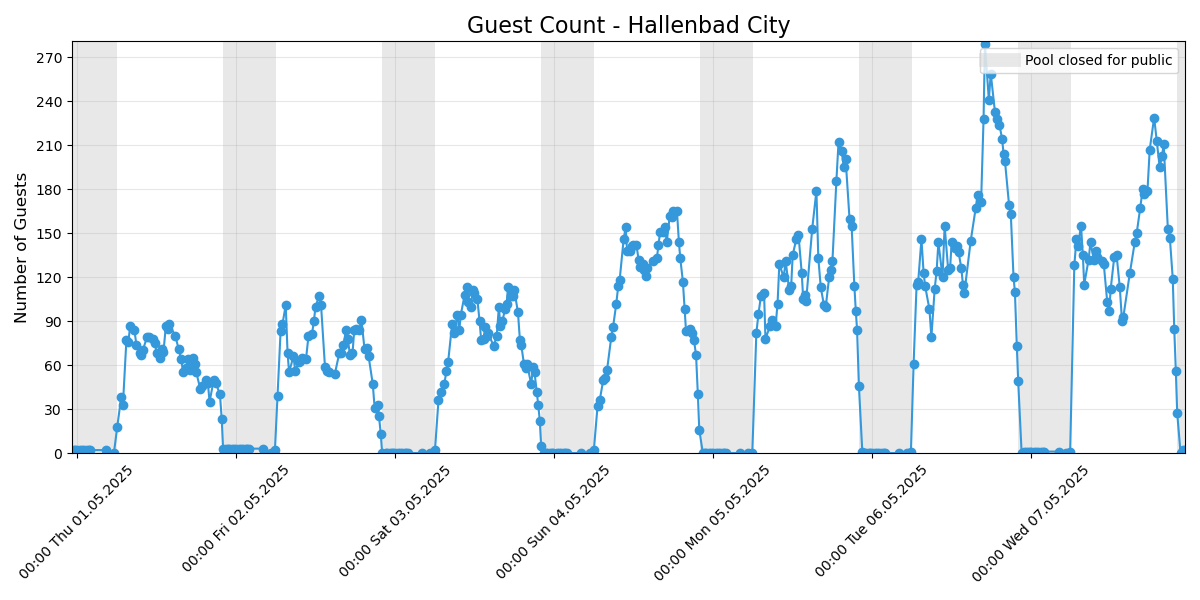 Guest Count - Hallenbad City
Number of Guests
270
240
210
180
150
120
90
60
30
0
Pool closed for public
00:00 Thu 01.05.2025
00:00 Fri 02.05.2025
00:00 Sat 03.05.2025
00:00 Sun 04.05.2025
00:00 Mon 05.05.2025
00:00 Tue 06.05.2025
00:00 Wed 07.05.2025